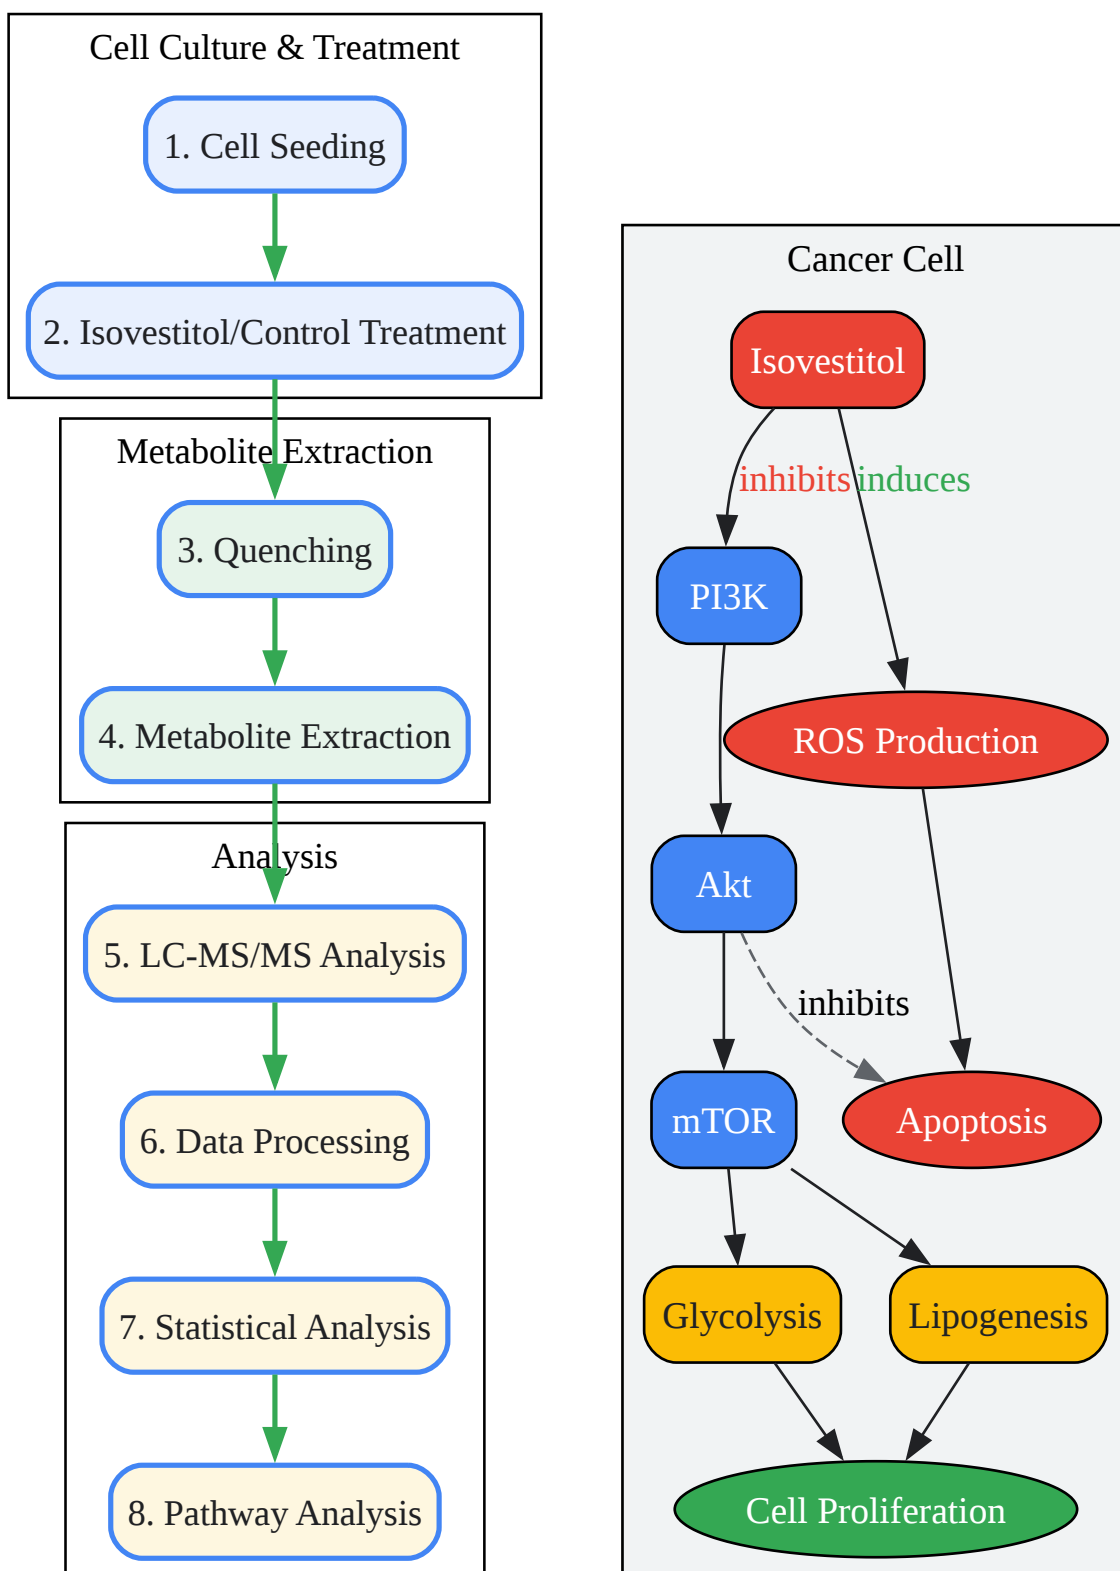 Cell Culture & Treatment
1. Cell Seeding
2. Isovestitol/Control Treatment
Metabolite Extraction
3. Quenching
4. Metabolite Extraction
Analysis
5. LC-MS/MS Analysis
6. Data Processing
7. Statistical Analysis
8. Pathway Analysis
Cancer Cell
Isovestitol
inhibits
induces
PI3K
ROS Production
Akt
inhibits
mTOR
Apoptosis
Glycolysis
Lipogenesis
Cell Proliferation